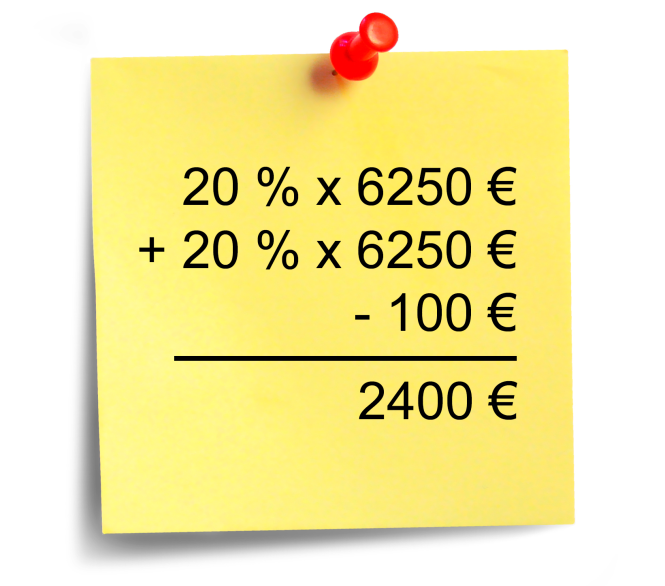 20 % x 6250 €
+ 20 % x 6250 €
- 100 €
2400 €